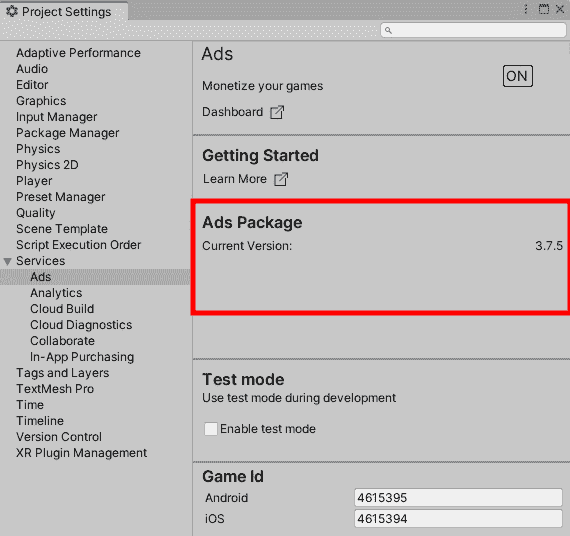 Project Settings
Adaptive Performance
Audio
Editor
Graphics
Input Manager
Package Manager
Physics
Physics 2D
Player
Preset Manager
Quality
Scene Template
Script Execution Order
Services
Ads
Analytics
Cloud Build
Cloud Diagnostics
Collaborate
In-App Purchasing
Tags and Layers
TextMesh Pro
Time
Timeline
Version Control
XR Plugin Management
Ads
ON
Monetize your games
Dashboard
Getting Started
Learn More
Ads Package
Current Version: 3.7.5
Test mode
Use test mode during development
Enable test mode
Game Id
Android 4615395
iOS 4615394